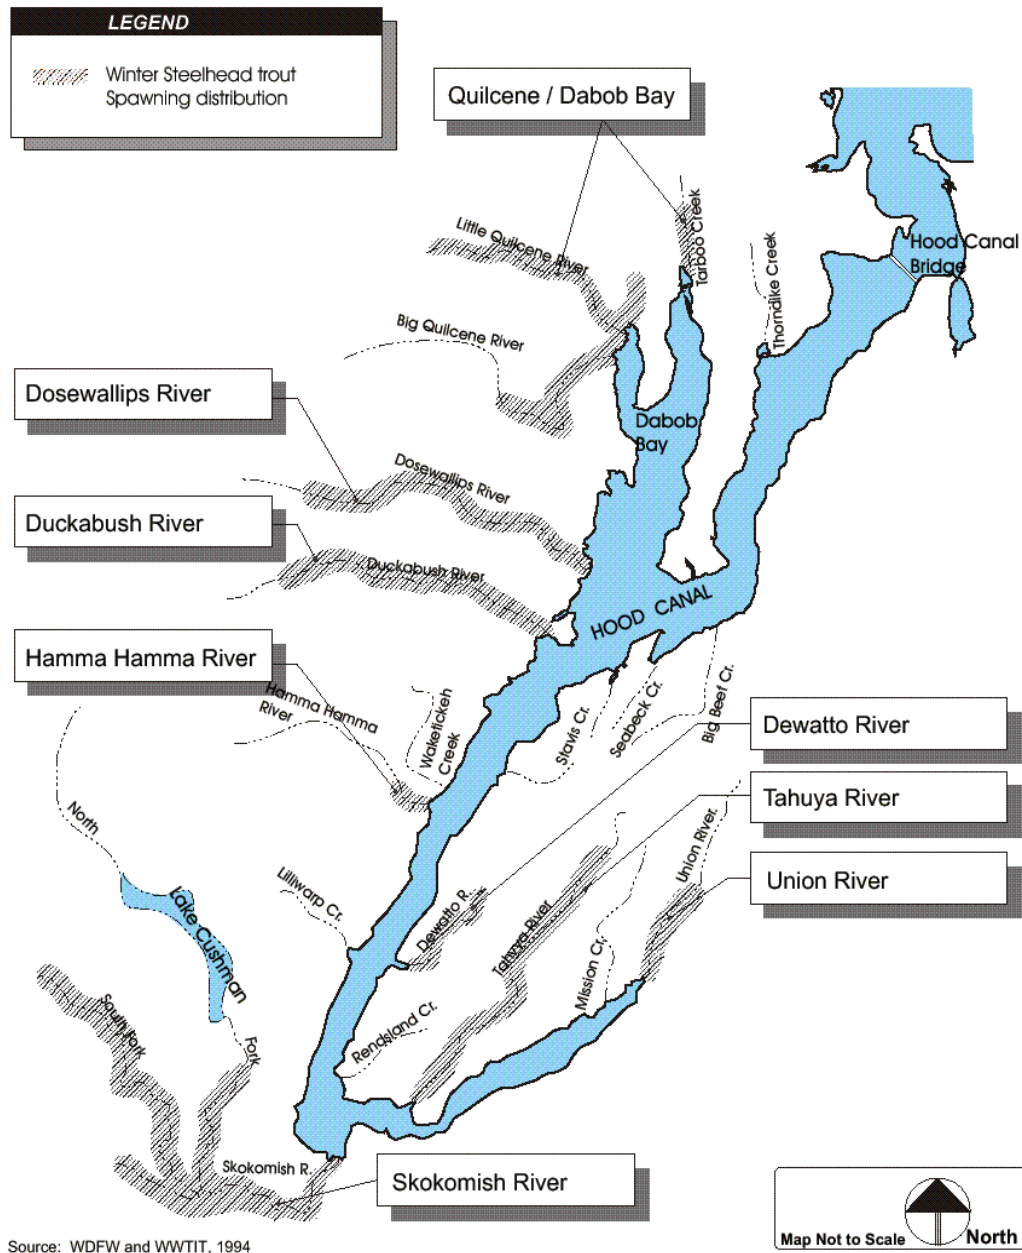 LEGEND
Winter Steelhead trout
Spawning distribution
Quilcene / Dabob Bay
Little Quilcene River
Tarboo Creek
Thorndike Creek
Hood Canal
Bridge
Big Quilcene River
Dosewallips River
Dabob
Bay
Dosewallips River
Duckabush River
Duckabush River
HOOD CANAL
Hamma Hamma River
Hamma Hamma
River
Waketickeh
Creek
Stavis Cr.
Seabeck Cr.
Big Beef Cr.
Dewatto River
Tahuya River
Union River.
Union River
North
Lilliwarp Cr.
Lake Cushman
Dewatto R.
Tahuya River
Mission Cr.
South Fork
Fork
Rendsland Cr.
Skokomish R.
Skokomish River
Map Not to Scale
North
Source: WDFW and WWTIT, 1994